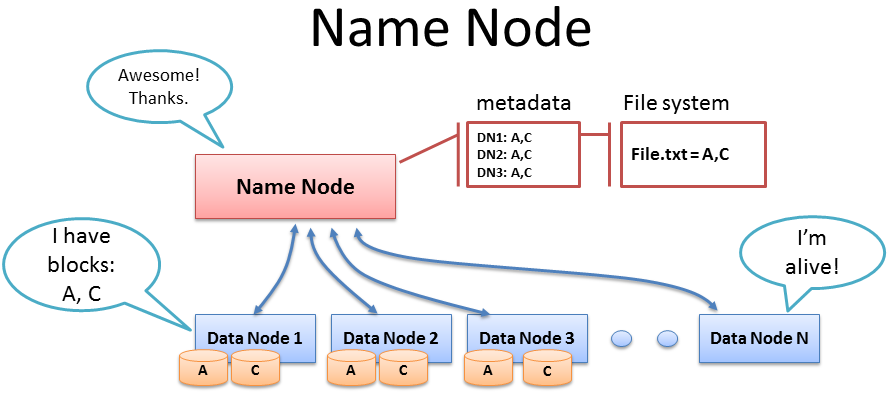 Name Node
Awesome!
Thanks.
metadata
File system
DN1: A,C
DN2: A,C
DN3: A,C
File.txt = A,C
Name Node
I have
blocks:
A, C
I’m
alive!
Data Node 1
Data Node 2
Data Node 3
Data Node N
A
C
A
C
A
C